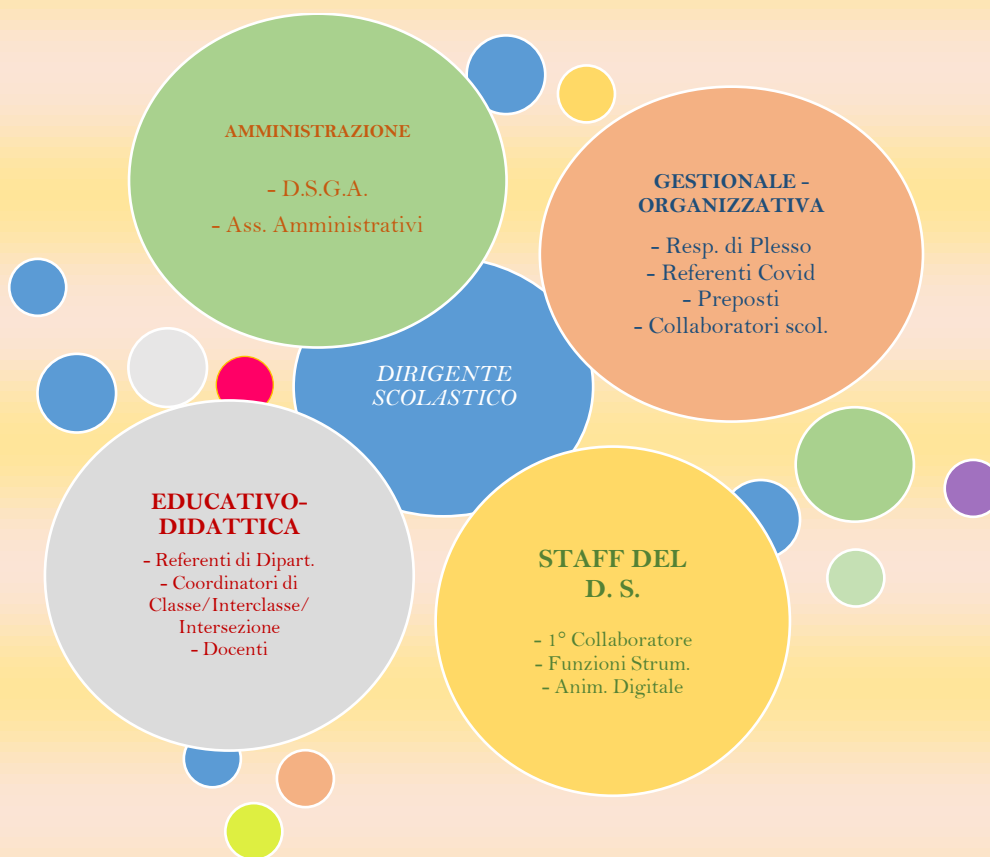 AMMINISTRAZIONE
- D.S.G.A.
- Ass. Amministrativi
GESTIONALE -
ORGANIZZATIVA
- Resp. di Plesso
- Referenti Covid
- Preposti
- Collaboratori scol.
DIRIGENTE
SCOLASTICO
EDUCATIVO-
DIDATTICA
- Referenti di Dipart.
- Coordinatori di
Classe/Interclasse/
Intersezione
- Docenti
STAFF DEL
D. S.
- 1° Collaboratore
- Funzioni Strum.
- Anim. Digitale